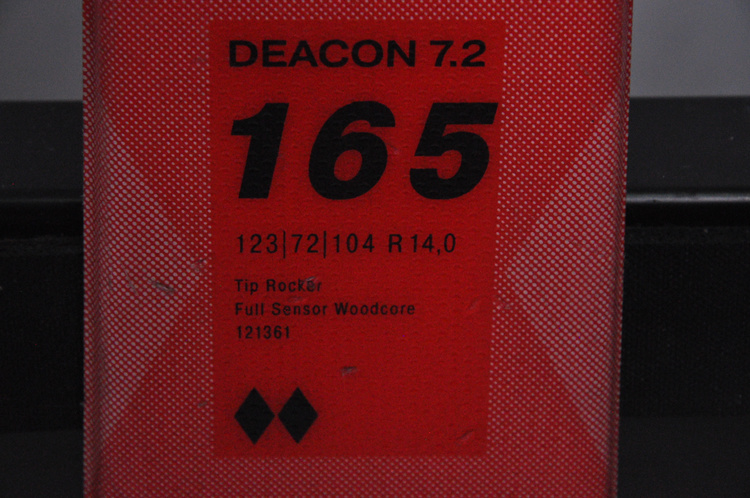 DEACON 7.2
165
123|72|104 R 14,0
Tip Rocker
Full Sensor Woodcore
121361